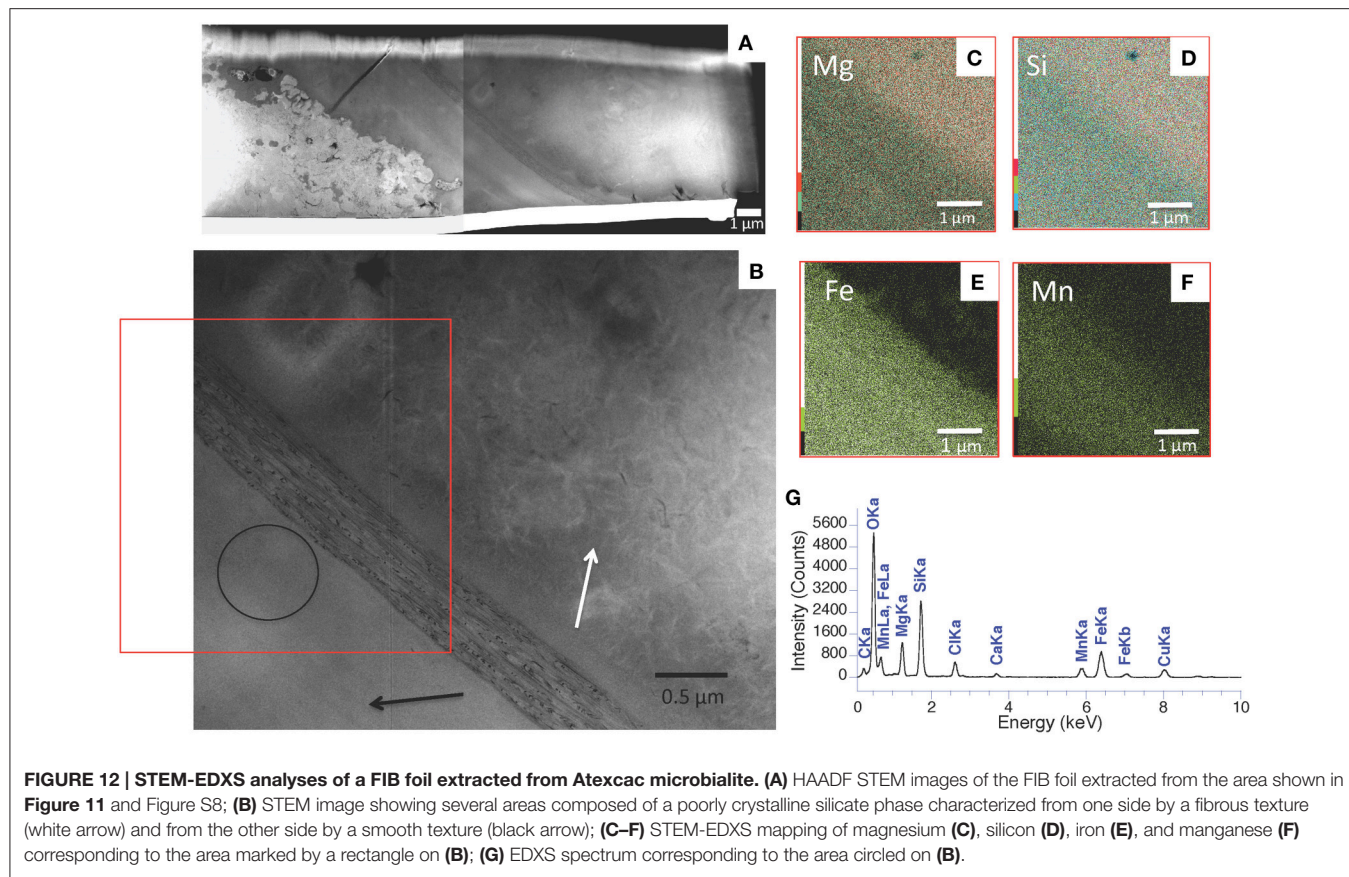 A
1 µm
Mg
C
1 µm
Si
D
1 µm
B
0.5 µm
Fe
E
1 µm
Mn
F
1 µm
G
Intensity (Counts)
5600
4800
4000
3200
2400
1600
800
0
CKa
OKa
MnLa, FeLa
MgKa
SiKa
ClKa
CaKa
MnKa
FeKa
FeKb
CuKa
0 2 4 6 8 10
Energy (keV)
FIGURE 12 | STEM-EDXS analyses of a FIB foil extracted from Atexcac microbialite. (A) HAADF STEM images of the FIB foil extracted from the area shown in
Figure 11 and Figure S8; (B) STEM image showing several areas composed of a poorly crystalline silicate phase characterized from one side by a fibrous texture
(white arrow) and from the other side by a smooth texture (black arrow); (C–F) STEM-EDXS mapping of magnesium (C), silicon (D), iron (E), and manganese (F)
corresponding to the area marked by a rectangle on (B); (G) EDXS spectrum corresponding to the area circled on (B).